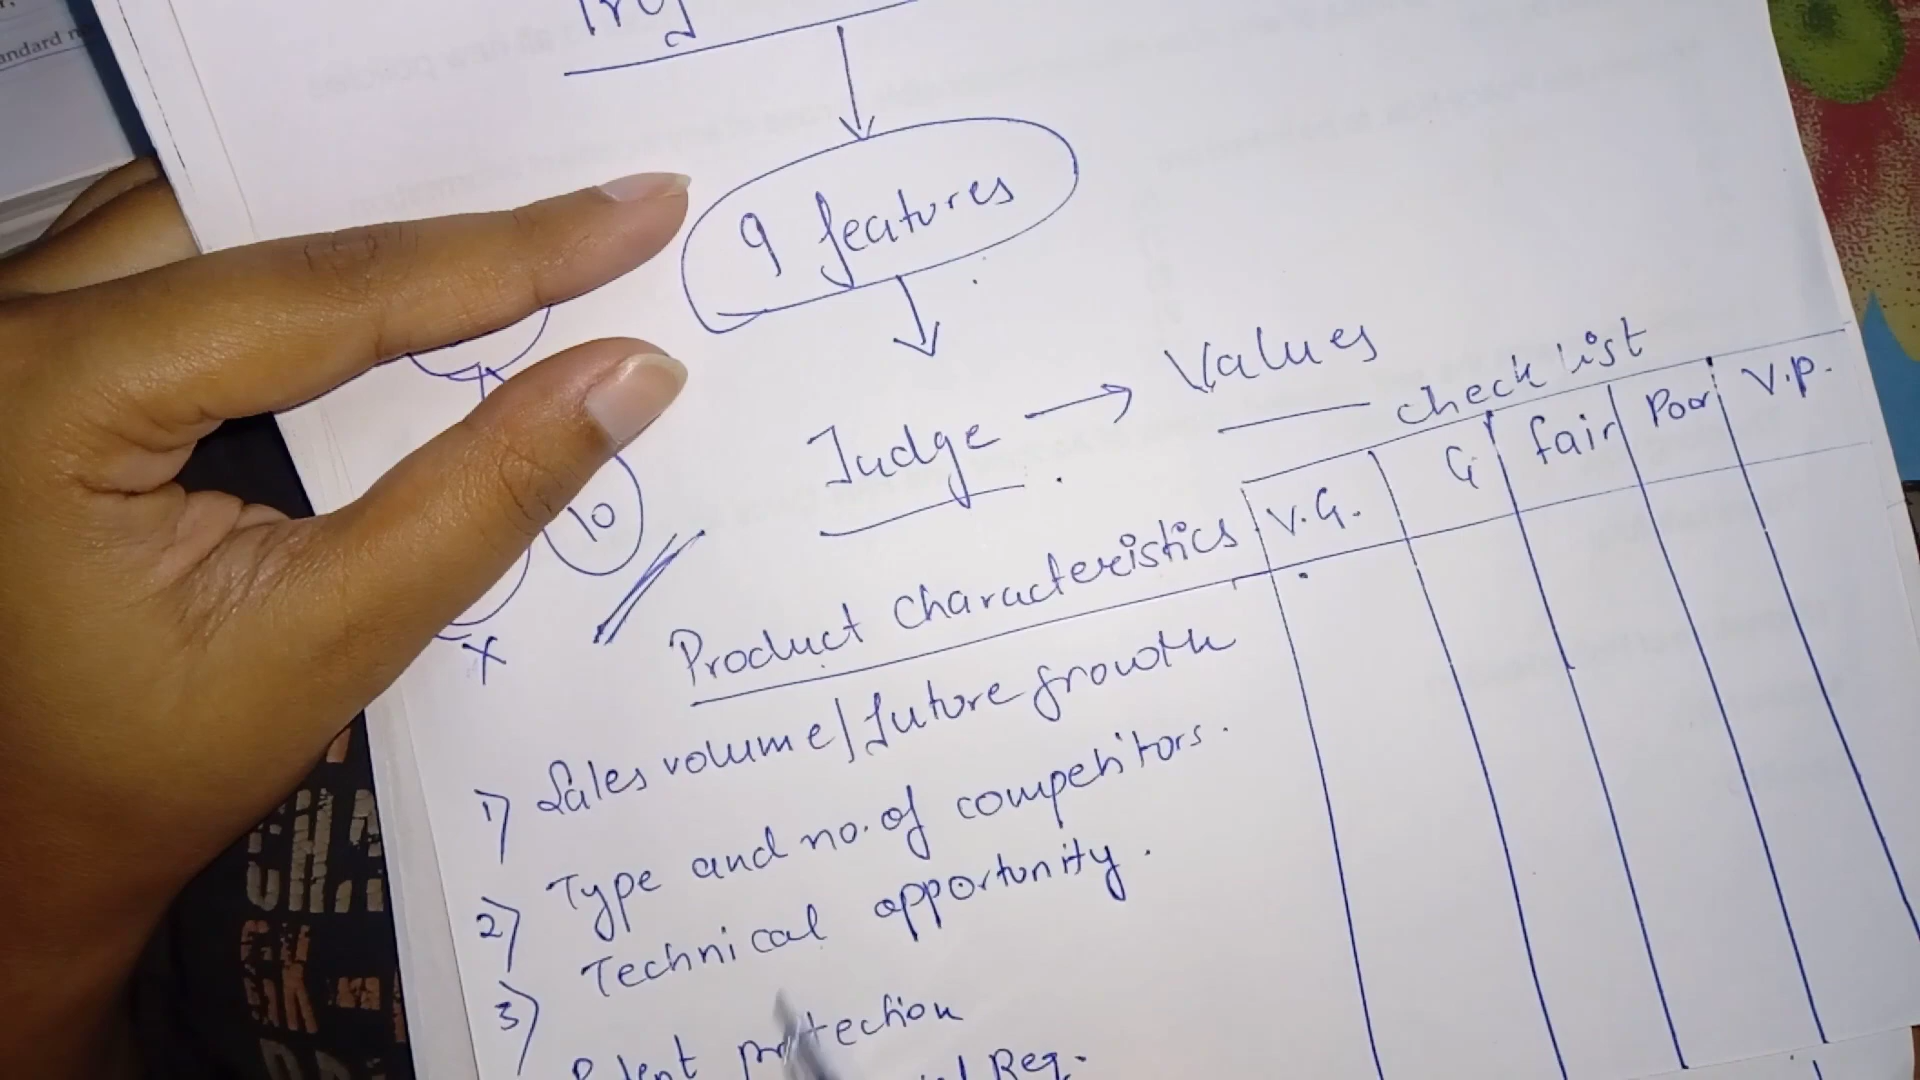 9 features
Judge → Values
check list
Product Characteristics V.G. G fair Poor V.P.
1) Sales volume/future growth
2) Type and no. of competitors.
3) Technical opportunity.
protection
Req.
10
X